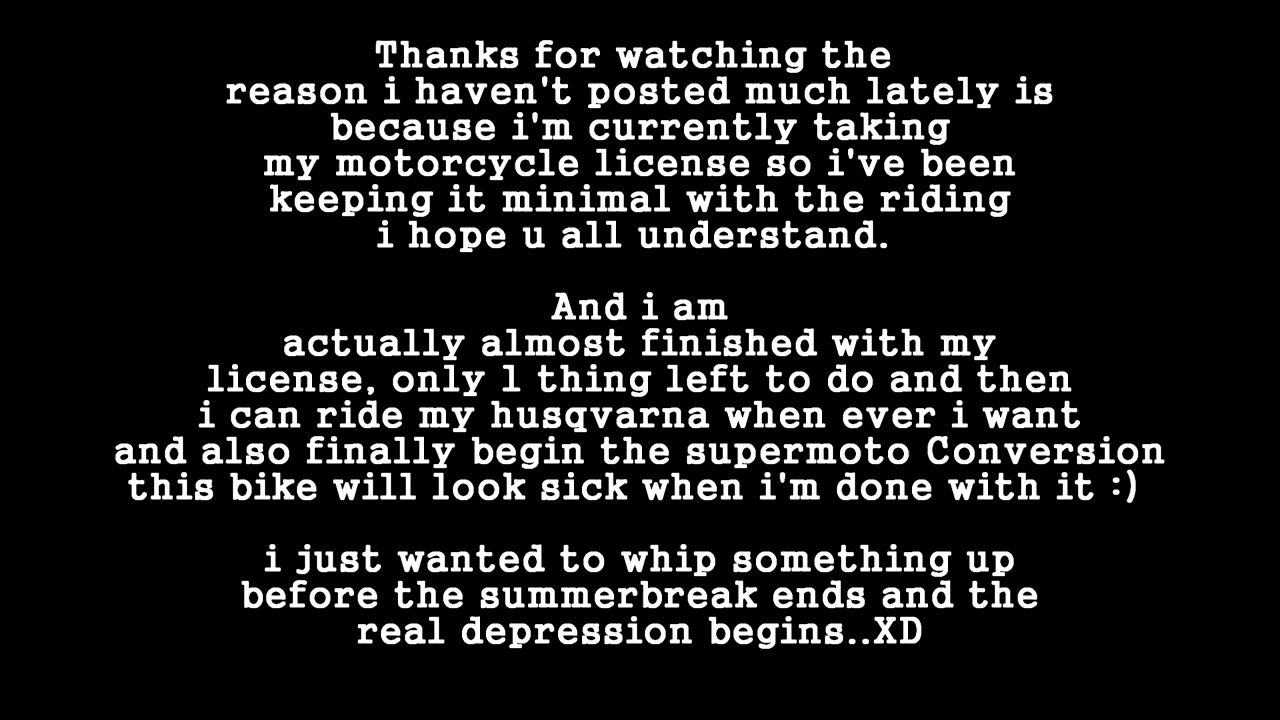 Thanks for watching the
reason i haven't posted much lately is
because i'm currently taking
my motorcycle license so i've been
keeping it minimal with the riding
i hope u all understand.
And i am
actually almost finished with my
license, only 1 thing left to do and then
i can ride my husqvarna when ever i want
and also finally begin the supermoto Conversion
this bike will look sick when i'm done with it :)
i just wanted to whip something up
before the summerbreak ends and the
real depression begins..XD